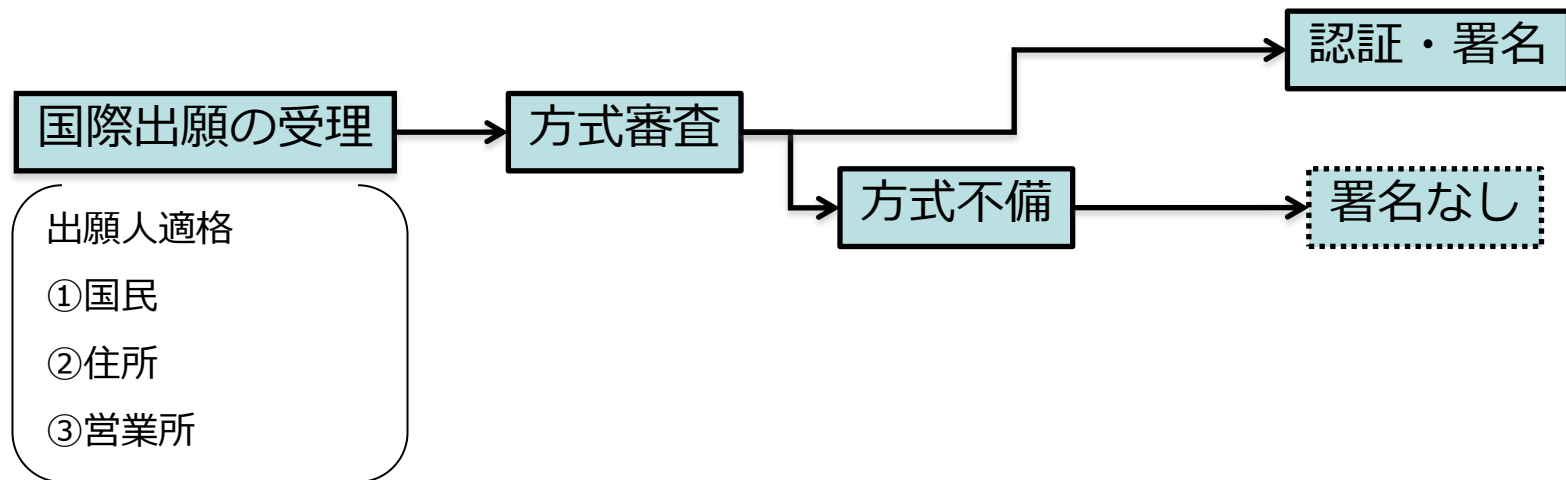 認証・署名
国際出願の受理
方式審査
方式不備
署名なし
出願人適格
①国民
②住所
③営業所